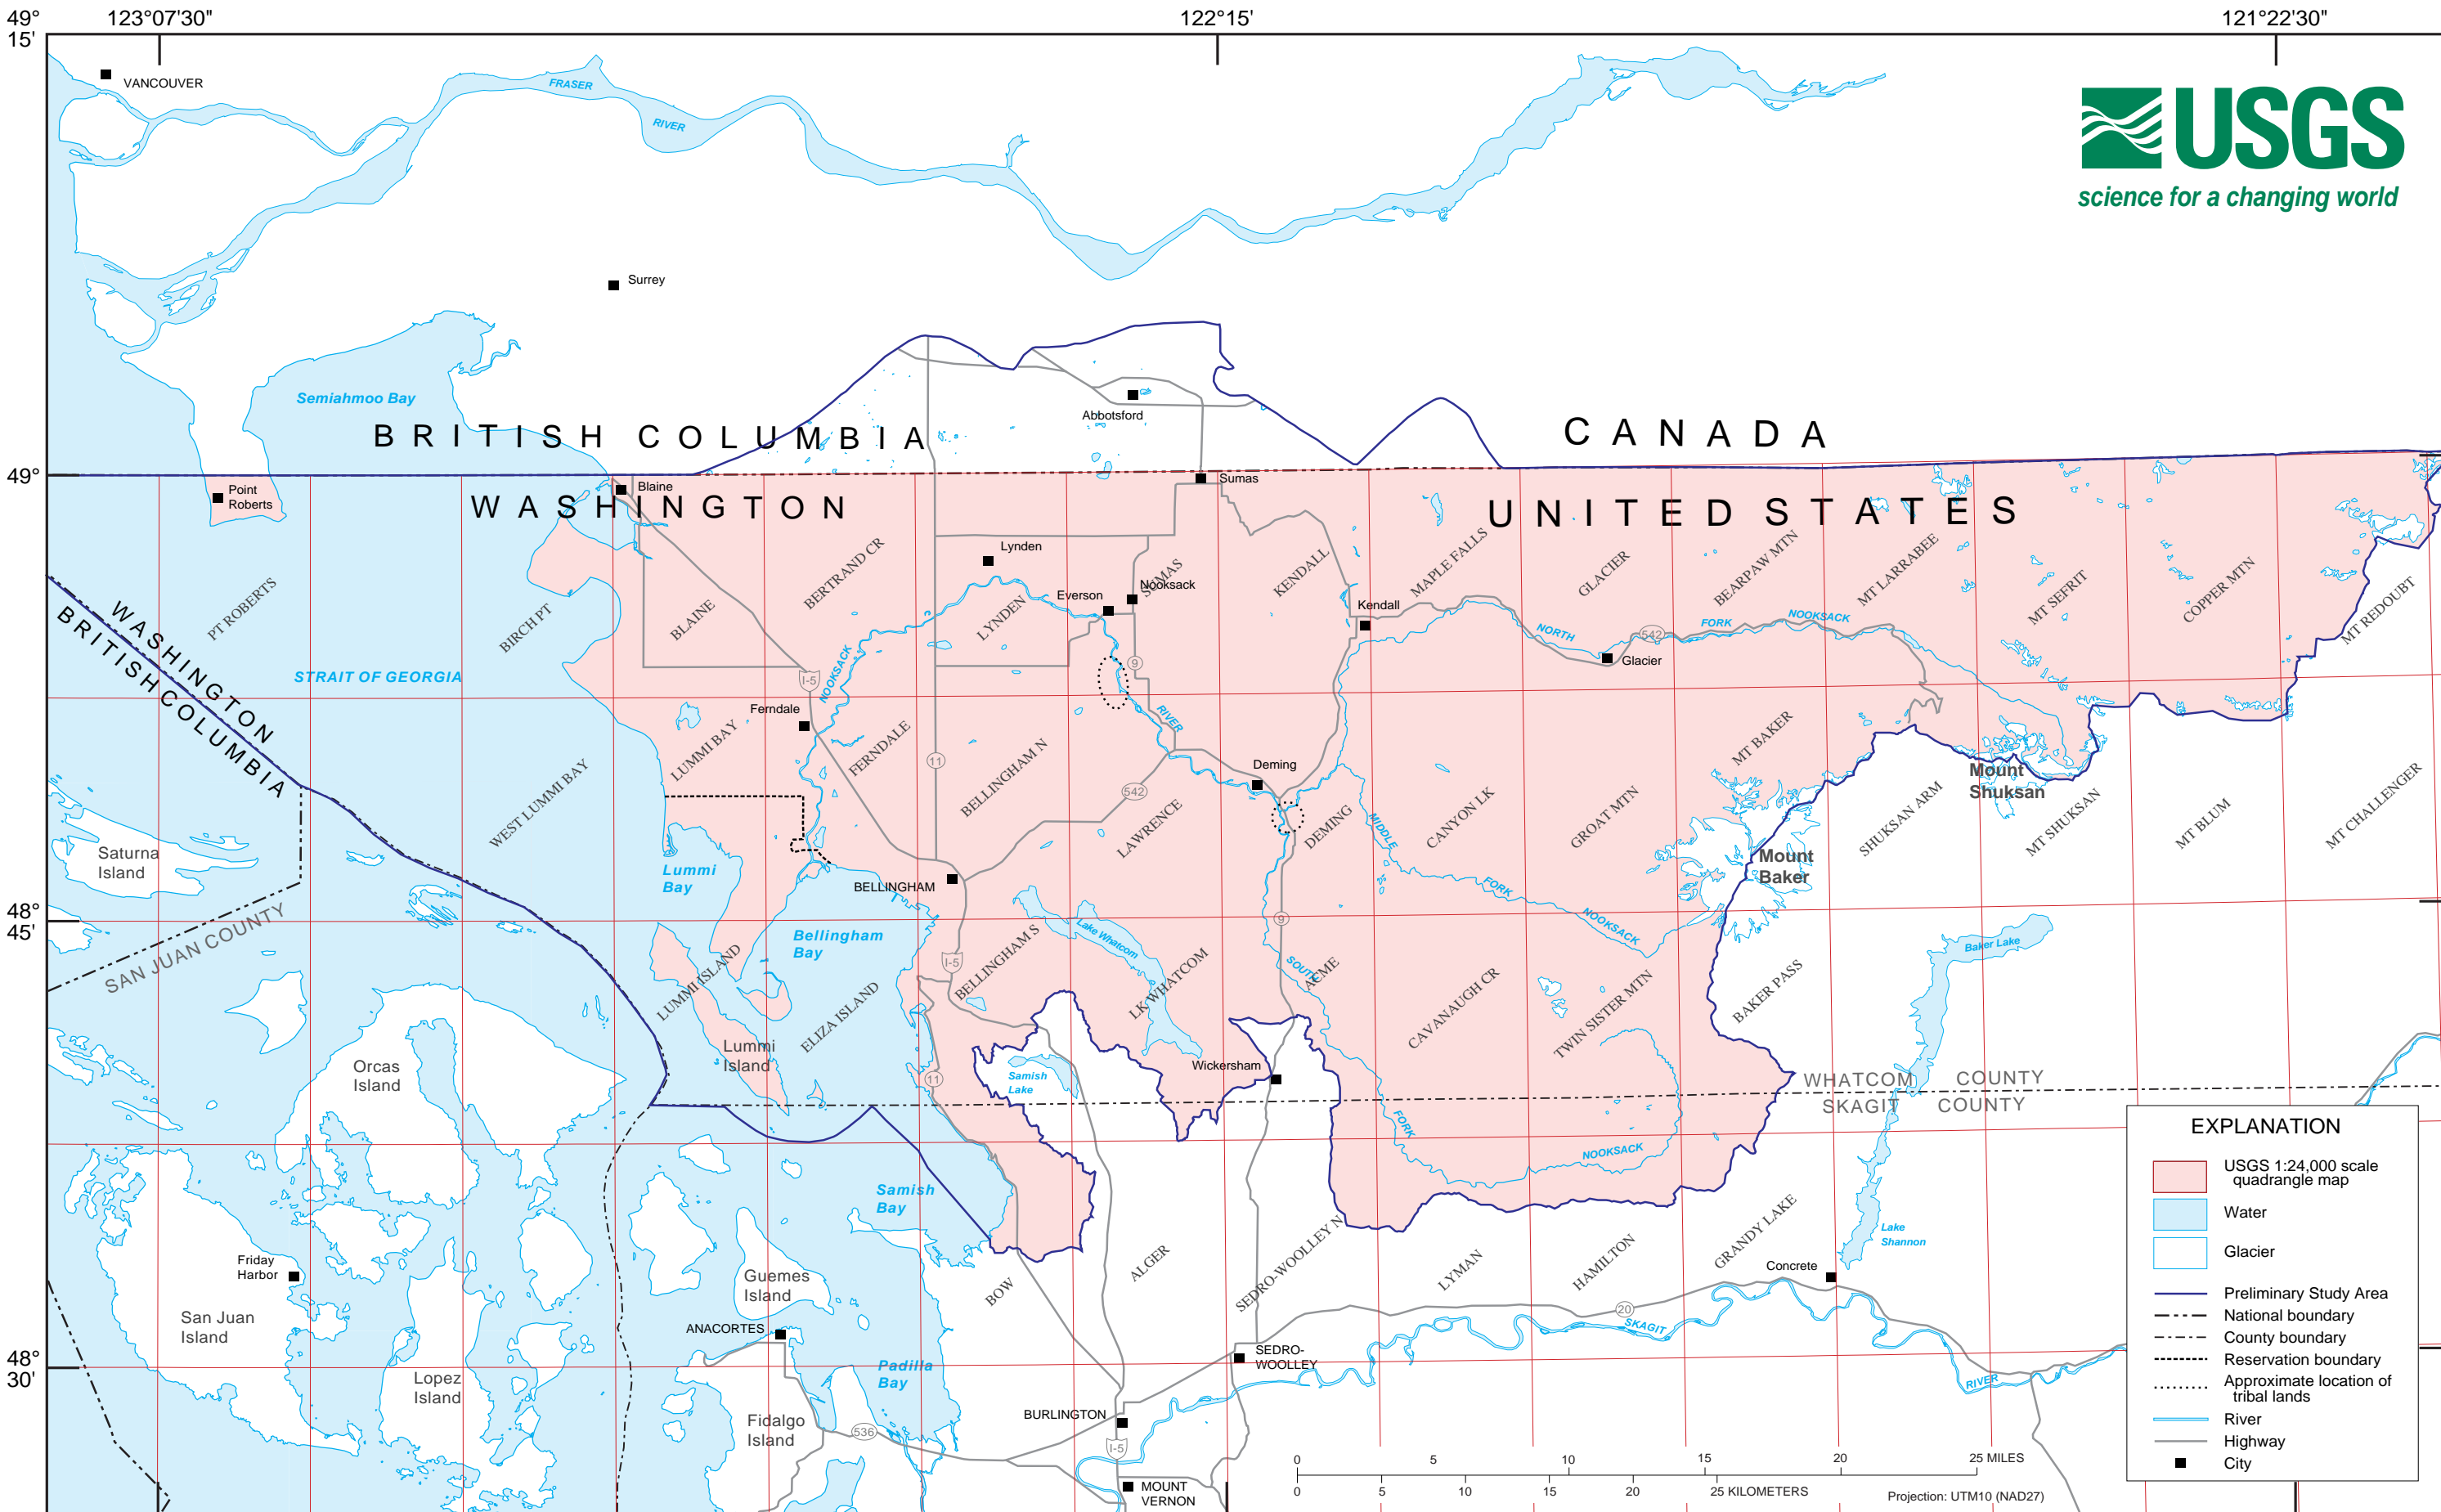 49°
15'
123°07'30"
122°15'
121°22'30"
VANCOUVER
FRASER
RIVER
USGS
science for a changing world
Surrey
Semiahmoo Bay
Abbotsford
BRITISH COLUMBIA
CANADA
49°
Point
Roberts
Blaine
Sumas
WASHINGTON
UNITED STATES
Lynden
Nooksack
Everson
Kendall
PT ROBERTS
BIRCH PT
BLAINE
BERTRAND CR
LYNDEN
SUMAS
KENDALL
MAPLE FALLS
GLACIER
BEARPAW MTN
MT LARRABEE
MT SEFRIT
COPPER MTN
MT REDOUBT
NORTH
FORK
NOOKSACK
542
Glacier
WASHINGTON
BRITISH COLUMBIA
STRAIT OF GEORGIA
I-5
NOOKSACK
9
RIVER
Ferndale
WEST LUMMI BAY
LUMMI BAY
FERNDALE
11
BELLINGHAM N
542
LAWRENCE
Deming
DEMING
MIDDLE
CANYON LK
GROAT MTN
MT BAKER
SHUKSAN ARM
Mount
Shuksan
MT SHUKSAN
MT BLUM
MT CHALLENGER
Saturna
Island
Lummi
Bay
BELLINGHAM
Mount
Baker
FORK
NOOKSACK
48°
45'
SAN JUAN COUNTY
Bellingham
Bay
I-5
Lake Whatcom
9
SOUTH
Baker Lake
LUMMI ISLAND
ELIZA ISLAND
BELLINGHAM S
LK WHATCOM
ACME
CAVANAUGH CR
TWIN SISTER MTN
BAKER PASS
Orcas
Island
Lummi
Island
11
Samish
Lake
Wickersham
WHATCOM COUNTY
SKAGIT COUNTY
FORK
NOOKSACK
Samish
Bay
Lake
Shannon
Friday
Harbor
Guemes
Island
BOW
ALGER
SEDRO-WOOLLEY N
LYMAN
HAMILTON
GRANDY LAKE
Concrete
San Juan
Island
ANACORTES
20
SKAGIT
RIVER
SEDRO-
WOOLLEY
48°
30'
Lopez
Island
Padilla
Bay
Fidalgo
Island
536
BURLINGTON
I-5
MOUNT
VERNON
0 5 10 15 20 25 MILES
0 5 10 15 20 25 KILOMETERS
Projection: UTM10 (NAD27)
EXPLANATION
USGS 1:24,000 scale
quadrangle map
Water
Glacier
Preliminary Study Area
National boundary
County boundary
Reservation boundary
Approximate location of
tribal lands
River
Highway
City